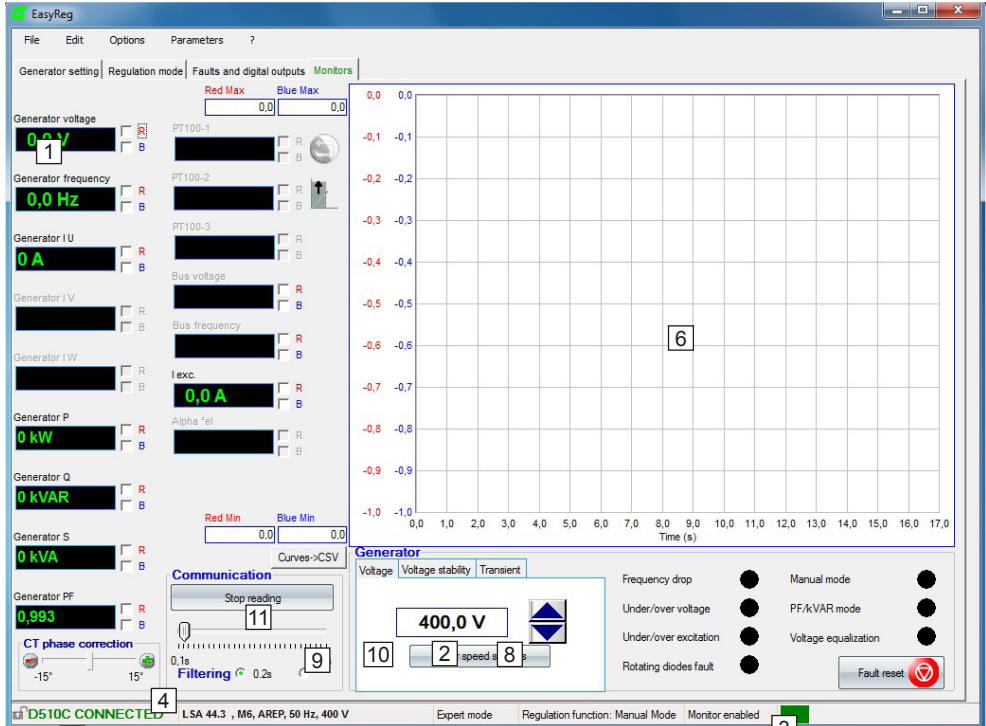 EasyReg
File Edit Options Parameters ?
Generator setting Regulation mode Faults and digital outputs Monitors
Red Max Blue Max
0,0 0,0
Generator voltage
0,0 V
R
B
1
Generator frequency
0,0 Hz
R
B
Generator I U
0 A
R
B
Generator I V
R
B
Generator I W
R
B
Generator P
0 kW
R
B
Generator Q
0 kVAR
R
B
Generator S
0 kVA
R
B
Generator PF
0,993
R
B
CT phase correction
-15° 15°
PT100-1
R
B
PT100-2
R
B
PT100-3
R
B
Bus voltage
R
B
Bus frequency
R
B
I exc.
0,0 A
R
B
Alpha °el
R
B
Red Min Blue Min
0,0 0,0
Curves->CSV
Communication
Stop reading
11
0,1s
9
Filtering 0.2s
4
0,0 0,0
-0,1 -0,1
-0,2 -0,2
-0,3 -0,3
-0,4 -0,4
-0,5 -0,5
-0,6 -0,6
-0,7 -0,7
-0,8 -0,8
-0,9 -0,9
-1,0 -1,0
6
0,0 1,0 2,0 3,0 4,0 5,0 6,0 7,0 8,0 9,0 10,0 11,0 12,0 13,0 14,0 15,0 16,0 17,0
Time (s)
Generator
Voltage Voltage stability Transient
400,0 V
10
2
speed
8
Frequency drop
Under/over voltage
Under/over excitation
Rotating diodes fault
Manual mode
PF/kVAR mode
Voltage equalization
Fault reset
D510C CONNECTED LSA 44.3 , M6, AREP, 50 Hz, 400 V Expert mode Regulation function: Manual Mode Monitor enabled